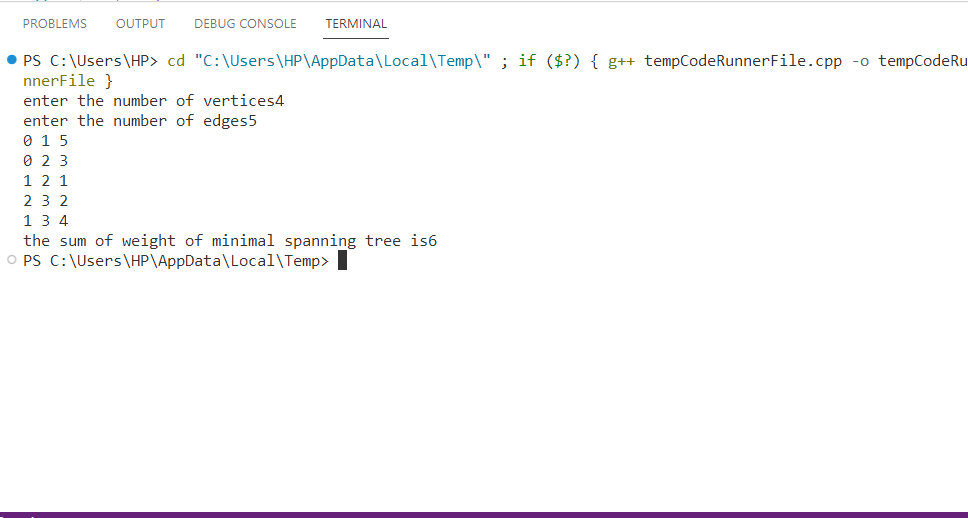 PROBLEMS OUTPUT DEBUG CONSOLE TERMINAL
PS C:\Users\HP> cd "C:\Users\HP\AppData\Local\Temp\" ; if ($?) { g++ tempCodeRunnerFile.cpp -o tempCodeRu
nnerFile }
enter the number of vertices4
enter the number of edges5
0 1 5
0 2 3
1 2 1
2 3 2
1 3 4
the sum of weight of minimal spanning tree is6
PS C:\Users\HP\AppData\Local\Temp>